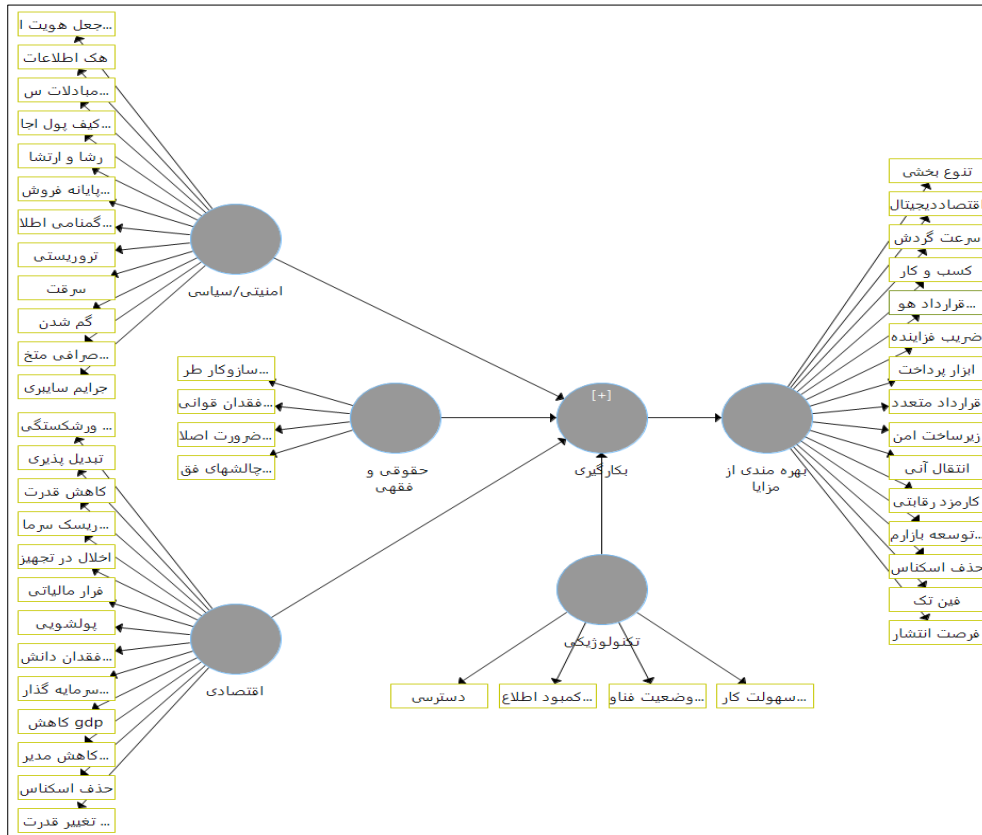 جعل هویت ا...
هک اطلاعات
مبادلات س...
کیف پول اجا...
رشا و ارتشا
پایانه فروش...
گمنامی اطلا...
تروریستی
سرقت
گم شدن
صرافی متخ...
جرایم سایبری
امنیتی/سیاسی
سازوکار طر...
فقدان قوانی...
ضرورت اصلا...
چالشهای فق...
حقوقی و
فقهی
ورشکستگی ...
تبدیل پذیری
کاهش قدرت
ریسک سرما...
اخلال در تجهیز
فرار مالیاتی
پولشویی
فقدان دانش...
سرمایه گذار...
کاهش gdp
کاهش مدیر...
حذف اسکناس
تغییر قدرت ...
اقتصادی
[+]
بکارگیری
تکنولوژیکی
دسترسی
کمبود اطلاع...
وضعیت فناو...
سهولت کار...
بهره مندی از
مزایا
تنوع بخشی
اقتصاددیجیتال
سرعت گردش
کسب و کار
قرارداد هو...
ضریب فزاینده
ابزار پرداخت
قرارداد متعدد
زیرساخت امن
انتقال آنی
کارمزد رقابتی
توسعه بازارم...
حذف اسکناس
فین تک
فرصت انتشار